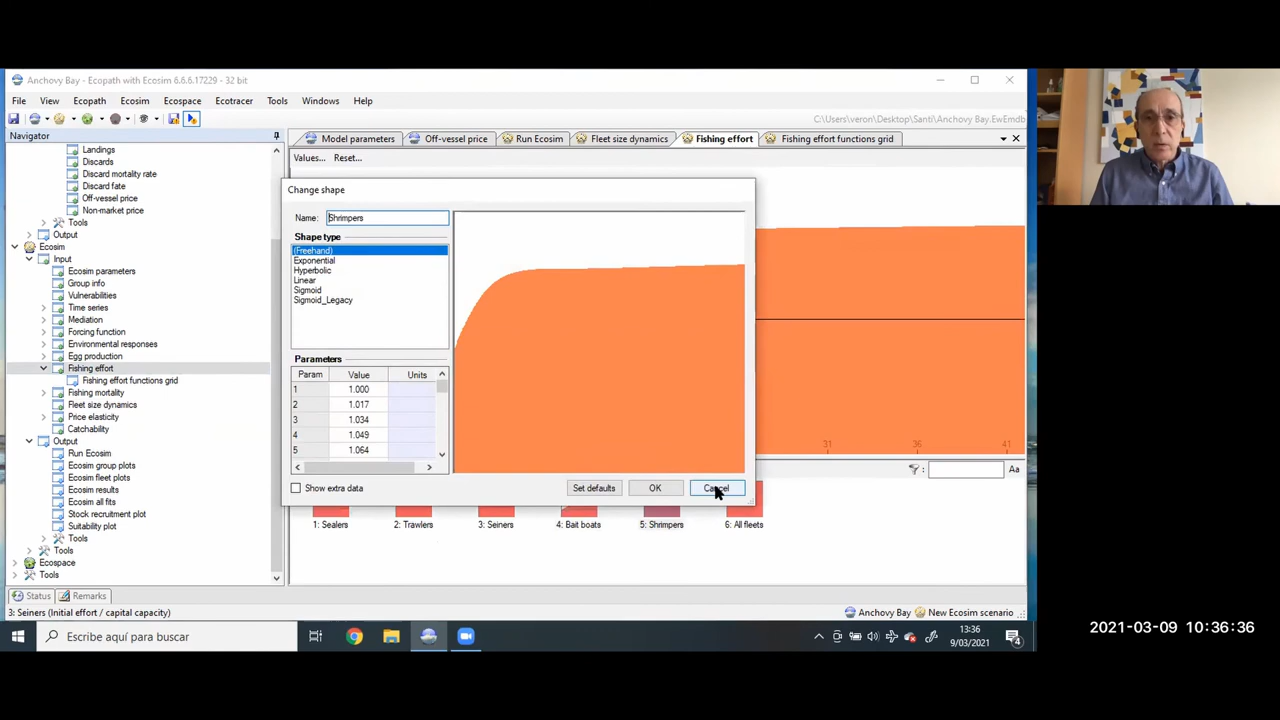 Anchovy Bay - Ecopath with Ecosim 6.6.6.17229 - 32 bit
File View Ecopath Ecosim Ecospace Ecotracer Tools Windows Help
C:\Users\veron\Desktop\Santi\Anchovy Bay.EwEmdb
Navigator
Landings
Discards
Discard mortality rate
Discard fate
Off-vessel price
Non-market price
Tools
Output
Ecosim
Input
Ecosim parameters
Group info
Vulnerabilities
Time series
Mediation
Forcing function
Environmental responses
Egg production
Fishing effort
Fishing effort functions grid
Fishing mortality
Fleet size dynamics
Price elasticity
Catchability
Output
Run Ecosim
Ecosim group plots
Ecosim fleet plots
Ecosim results
Ecosim all fits
Stock recruitment plot
Suitability plot
Tools
Tools
Ecospace
Tools
Model parameters Off-vessel price Run Ecosim Fleet size dynamics Fishing effort Fishing effort functions grid
Values... Reset...
Change shape
Name: Shrimpers
Shape type
(Freehand)
Exponential
Hyperbolic
Linear
Sigmoid
Sigmoid_Legacy
Parameters
Param Value Units
1 1.000
2 1.017
3 1.034
4 1.049
5 1.064
Show extra data Set defaults OK Cancel
31 36 41
: Aa
1: Sealers 2: Trawlers 3: Seiners 4: Bait boats 5: Shrimpers 6: All fleets
Status Remarks
3: Seiners (Initial effort / capital capacity) Anchovy Bay New Ecosim scenario
Escribe aquí para buscar
13:36
9/03/2021
4
2021-03-09 10:36:36